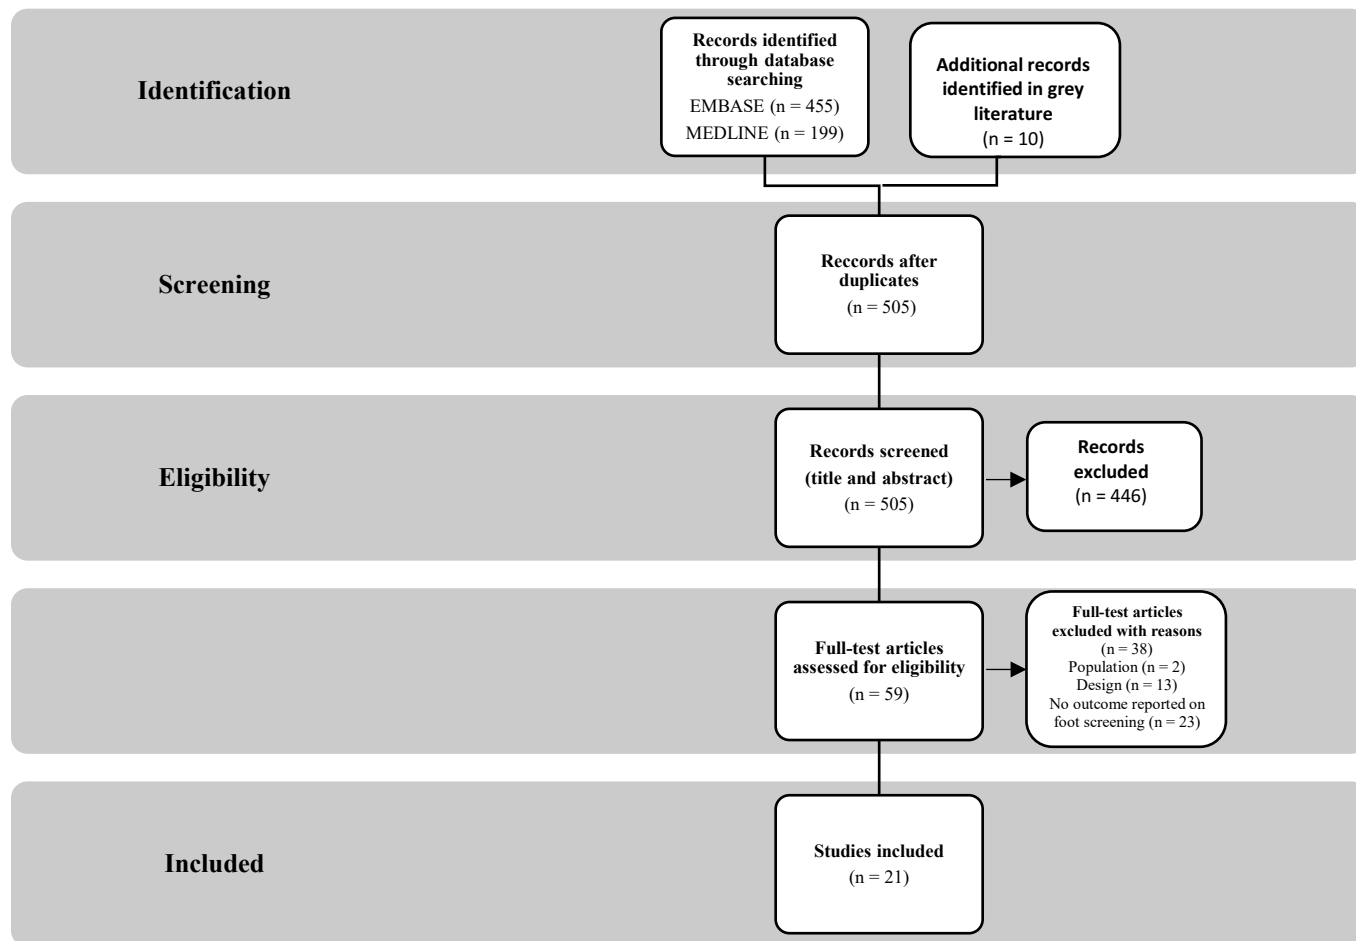 Identification
Records identified
through database
searching
EMBASE (n = 455)
MEDLINE (n = 199)
Additional records
identified in grey
literature
(n = 10)
Screening
Reccords after
duplicates
(n = 505)
Eligibility
Records screened
(title and abstract)
(n = 505)
Records
excluded
(n = 446)
Full-test articles
assessed for eligibility
(n = 59)
Full-test articles
excluded with reasons
(n = 38)
Population (n = 2)
Design (n = 13)
No outcome reported on
foot screening (n = 23)
Included
Studies included
(n = 21)